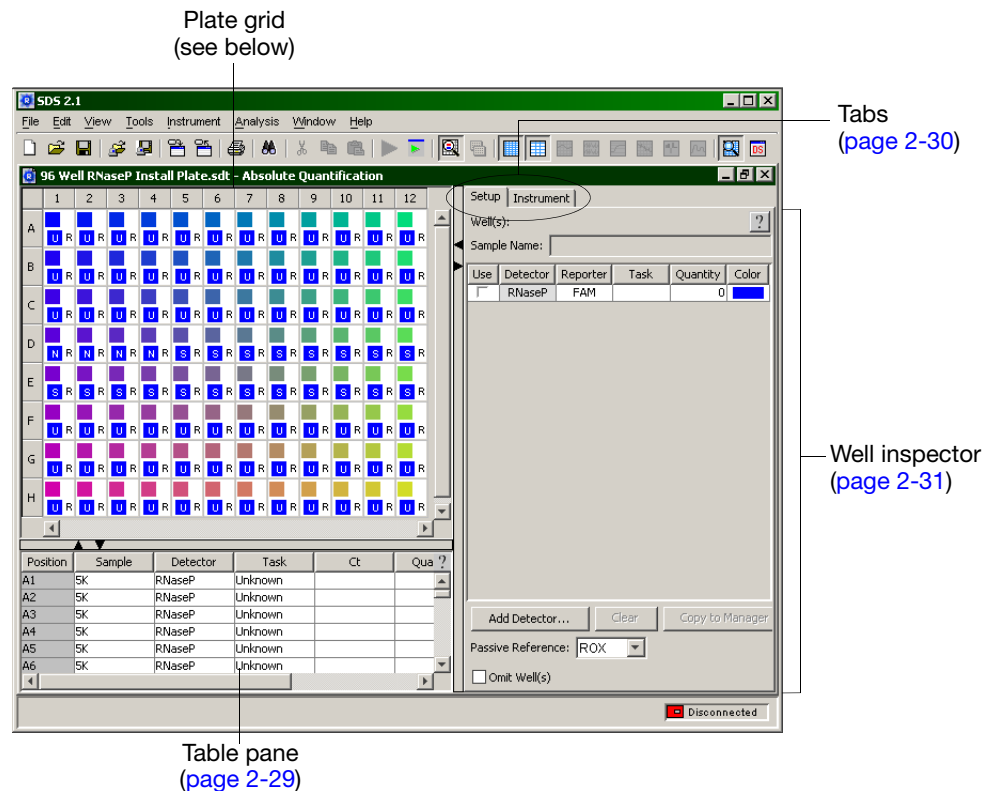 Plate grid
(see below)
SDS 2.1
File Edit View Tools Instrument Analysis Window Help
Tabs
(page 2-30)
DS
96 Well RNaseP Install Plate.sdt - Absolute Quantification
1 2 3 4 5 6 7 8 9 10 11 12
A
U R U R U R U R U R U R U R U R U R U R U R U R
B
U R U R U R U R U R U R U R U R U R U R U R U R
C
U R U R U R U R U R U R U R U R U R U R U R U R
D
N R N R N R N R S R S R S R S R S R S R S R S R
E
S R S R S R S R S R S R S R S R S R S R S R S R
F
U R U R U R U R U R U R U R U R U R U R U R U R
G
U R U R U R U R U R U R U R U R U R U R U R U R
H
U R U R U R U R U R U R U R U R U R U R U R U R
Setup Instrument
Well(s): ?
Sample Name:
Use Detector Reporter Task Quantity Color
RNaseP FAM 0
Well inspector
(page 2-31)
Position Sample Detector Task Ct Qua ?
A1 5K RNaseP Unknown
A2 5K RNaseP Unknown
A3 5K RNaseP Unknown
A4 5K RNaseP Unknown
A5 5K RNaseP Unknown
A6 5K RNaseP Unknown
Add Detector... Clear Copy to Manager
Passive Reference: ROX
Omit Well(s)
Disconnected
Table pane
(page 2-29)